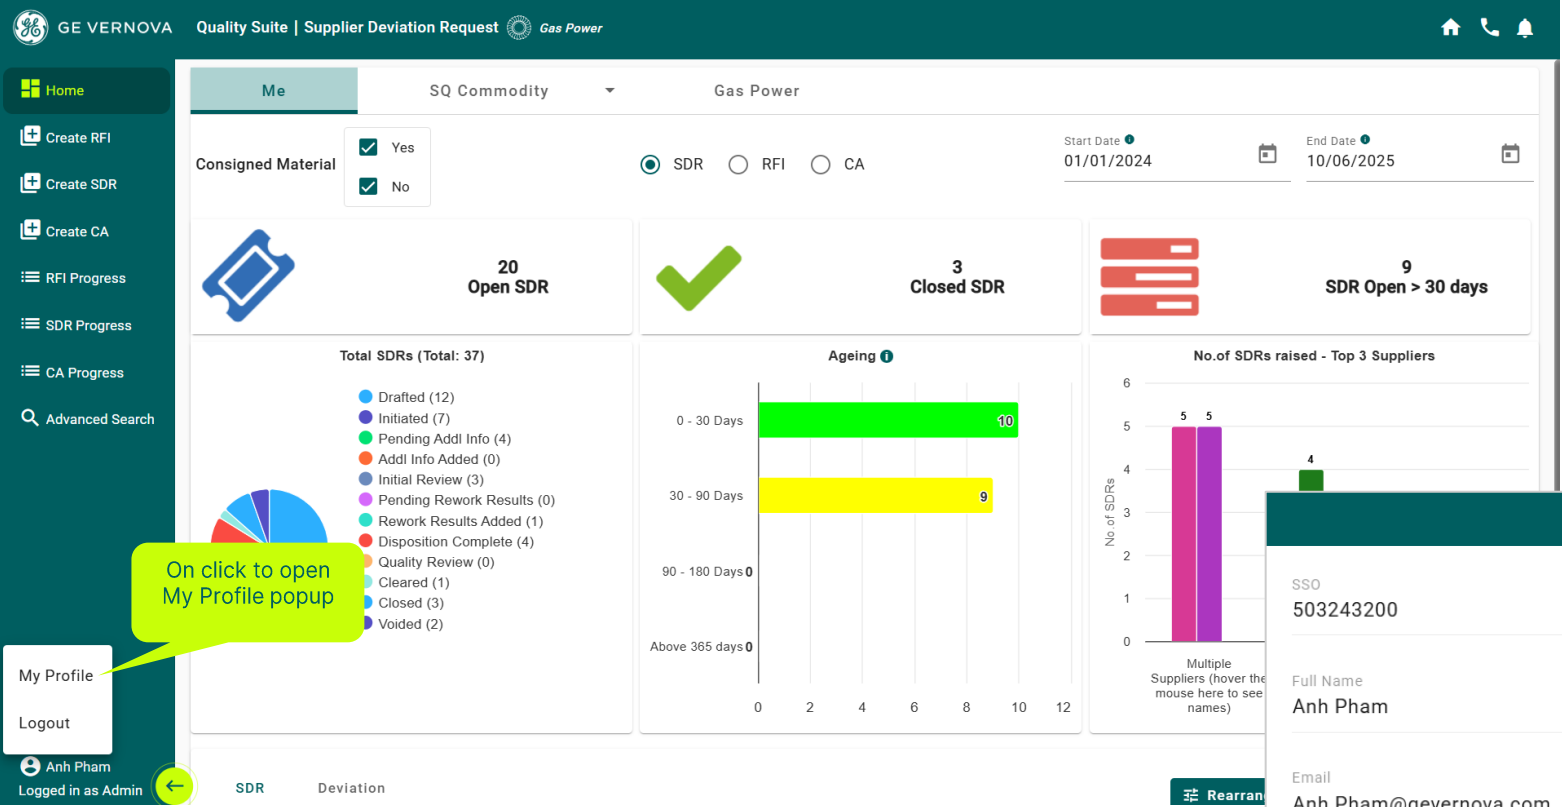 GE VERNOVA
Quality Suite | Supplier Deviation Request
Gas Power
Home
Create RFI
Create SDR
Create CA
RFI Progress
SDR Progress
CA Progress
Advanced Search
Me
SQ Commodity
Gas Power
Consigned Material
Yes
No
SDR
RFI
CA
Start Date
01/01/2024
End Date
10/06/2025
20
Open SDR
3
Closed SDR
9
SDR Open > 30 days
Total SDRs (Total: 37)
Drafted (12)
Initiated (7)
Pending Addl Info (4)
Addl Info Added (0)
Initial Review (3)
Pending Rework Results (0)
Rework Results Added (1)
Disposition Complete (4)
Quality Review (0)
Cleared (1)
Closed (3)
Voided (2)
On click to open
My Profile popup
Ageing
0 - 30 Days
10
30 - 90 Days
9
90 - 180 Days 0
Above 365 days 0
0 2 4 6 8 10 12
No.of SDRs raised - Top 3 Suppliers
No.of SDRs
6
5
4
3
2
1
0
5 5
4
Multiple
Suppliers (hover the
mouse here to see
names)
SSO
503243200
Full Name
Anh Pham
Email
Anh Pham@gevernova.com
My Profile
Logout
Anh Pham
Logged in as Admin
SDR
Deviation